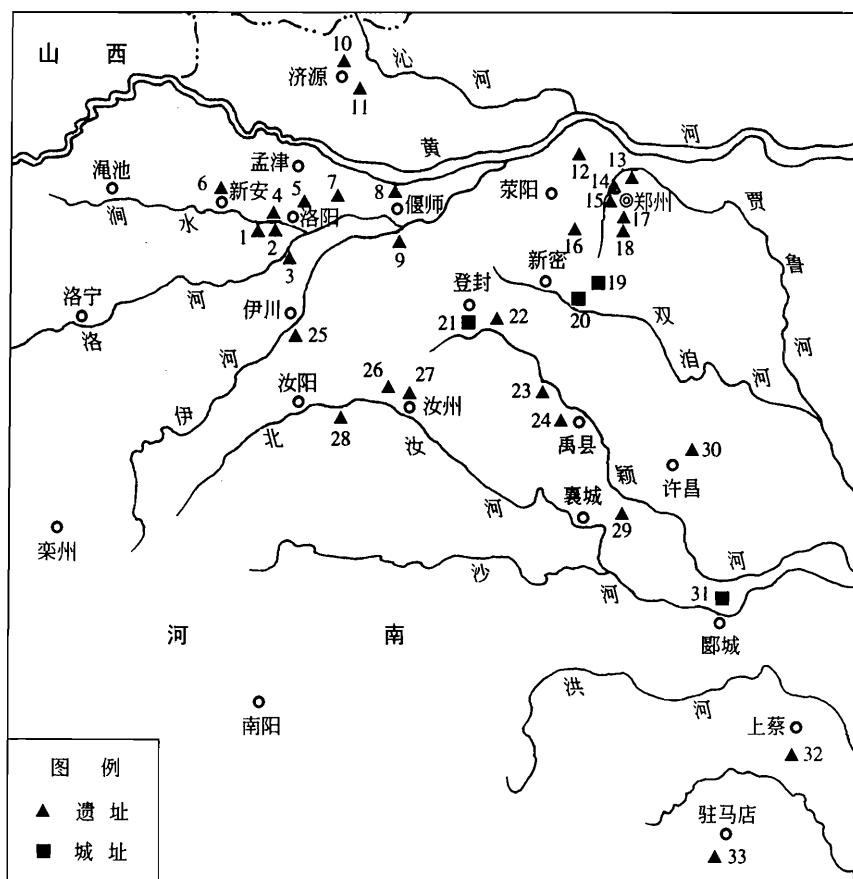 山 西
10
济源
11
沁
河
黄
河
渑池
孟津
6
新安
4
5
7
8
偃师
洛阳
涧
水
1
2
3
9
12
13
14
15
郑州
荥阳
16
17
18
贾
鲁
河
新密
19
20
双
洎
河
登封
21
22
洛宁
洛
河
伊川
25
伊
河
26
27
汝阳
汝州
28
北
汝
河
23
24
禹县
颍
河
30
许昌
襄城
29
栾州
沙
河
31
郾城
河 南
南阳
洪
河
上蔡
32
驻马店
33
图 例
▲ 遗 址
■ 城 址